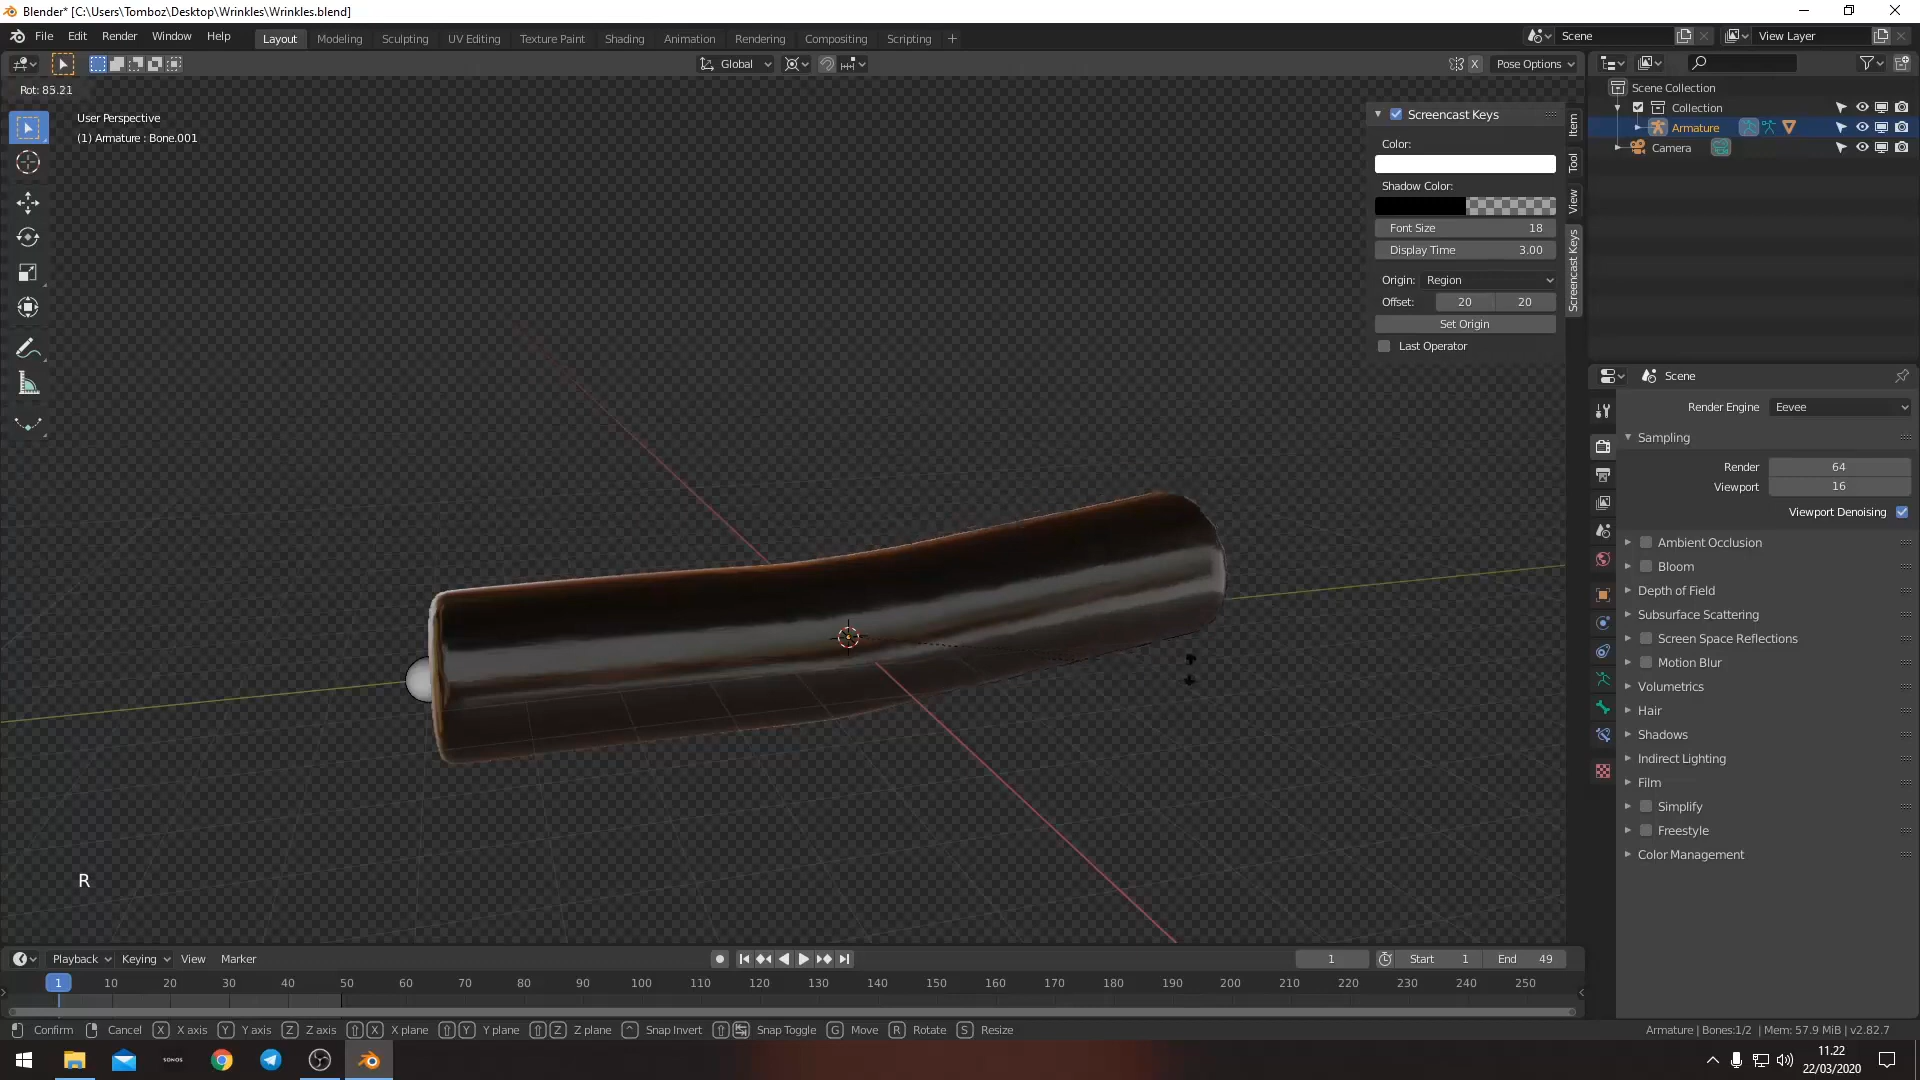 Blender* [C:\Users\Tomboz\Desktop\Wrinkles\Wrinkles.blend]
File Edit Render Window Help Layout Modeling Sculpting UV Editing Texture Paint Shading Animation Rendering Compositing Scripting + Scene View Layer
Global X Pose Options
Rot: 85.21
User Perspective
(1) Armature : Bone.001
Screencast Keys
Color:
Shadow Color:
Font Size 18
Display Time 3.00
Origin: Region
Offset: 20 20
Set Origin
Last Operator
Item
Tool
View
Screencast Keys
Scene Collection
Collection
Armature
Camera
Scene
Render Engine Eevee
Sampling
Render 64
Viewport 16
Viewport Denoising
Ambient Occlusion
Bloom
Depth of Field
Subsurface Scattering
Screen Space Reflections
Motion Blur
Volumetrics
Hair
Shadows
Indirect Lighting
Film
Simplify
Freestyle
Color Management
R
Playback Keying View Marker 1 Start 1 End 49
1 10 20 30 40 50 60 70 80 90 100 110 120 130 140 150 160 170 180 190 200 210 220 230 240 250
Confirm Cancel X X axis Y Y axis Z Z axis X X plane Y Y plane Z Z plane ^ Snap Invert Snap Toggle G Move R Rotate S Resize Armature | Bones:1/2 | Mem: 57.9 MiB | v2.82.7
SONOS
11.22
22/03/2020